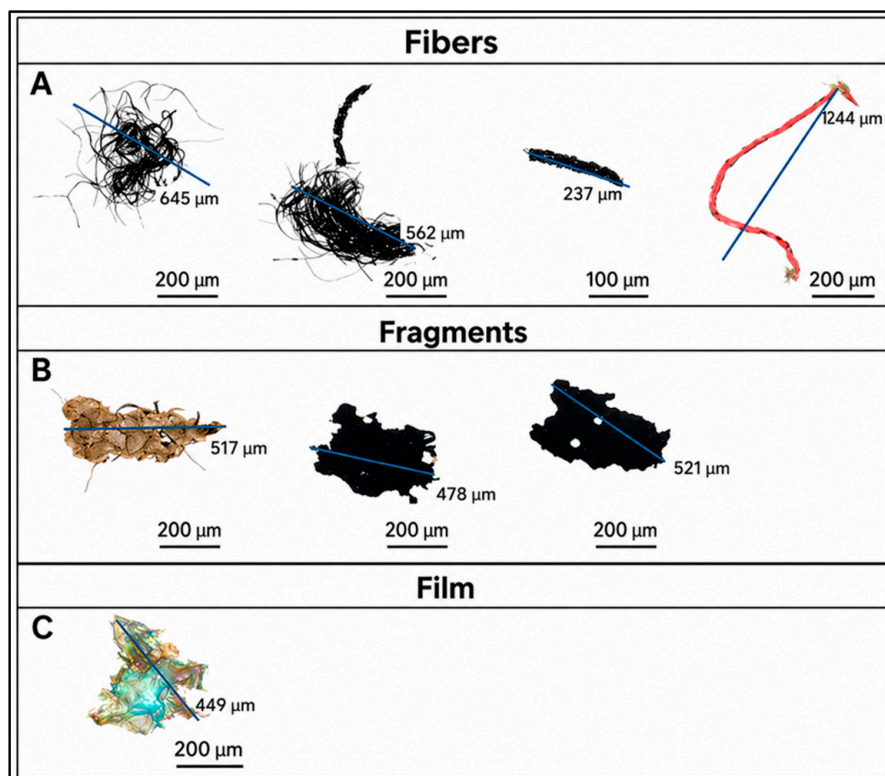 Fibers
A
645 µm
562 µm
237 µm
1244 µm
200 µm
200 µm
100 µm
200 µm
Fragments
B
517 µm
478 µm
521 µm
200 µm
200 µm
200 µm
Film
C
449 µm
200 µm